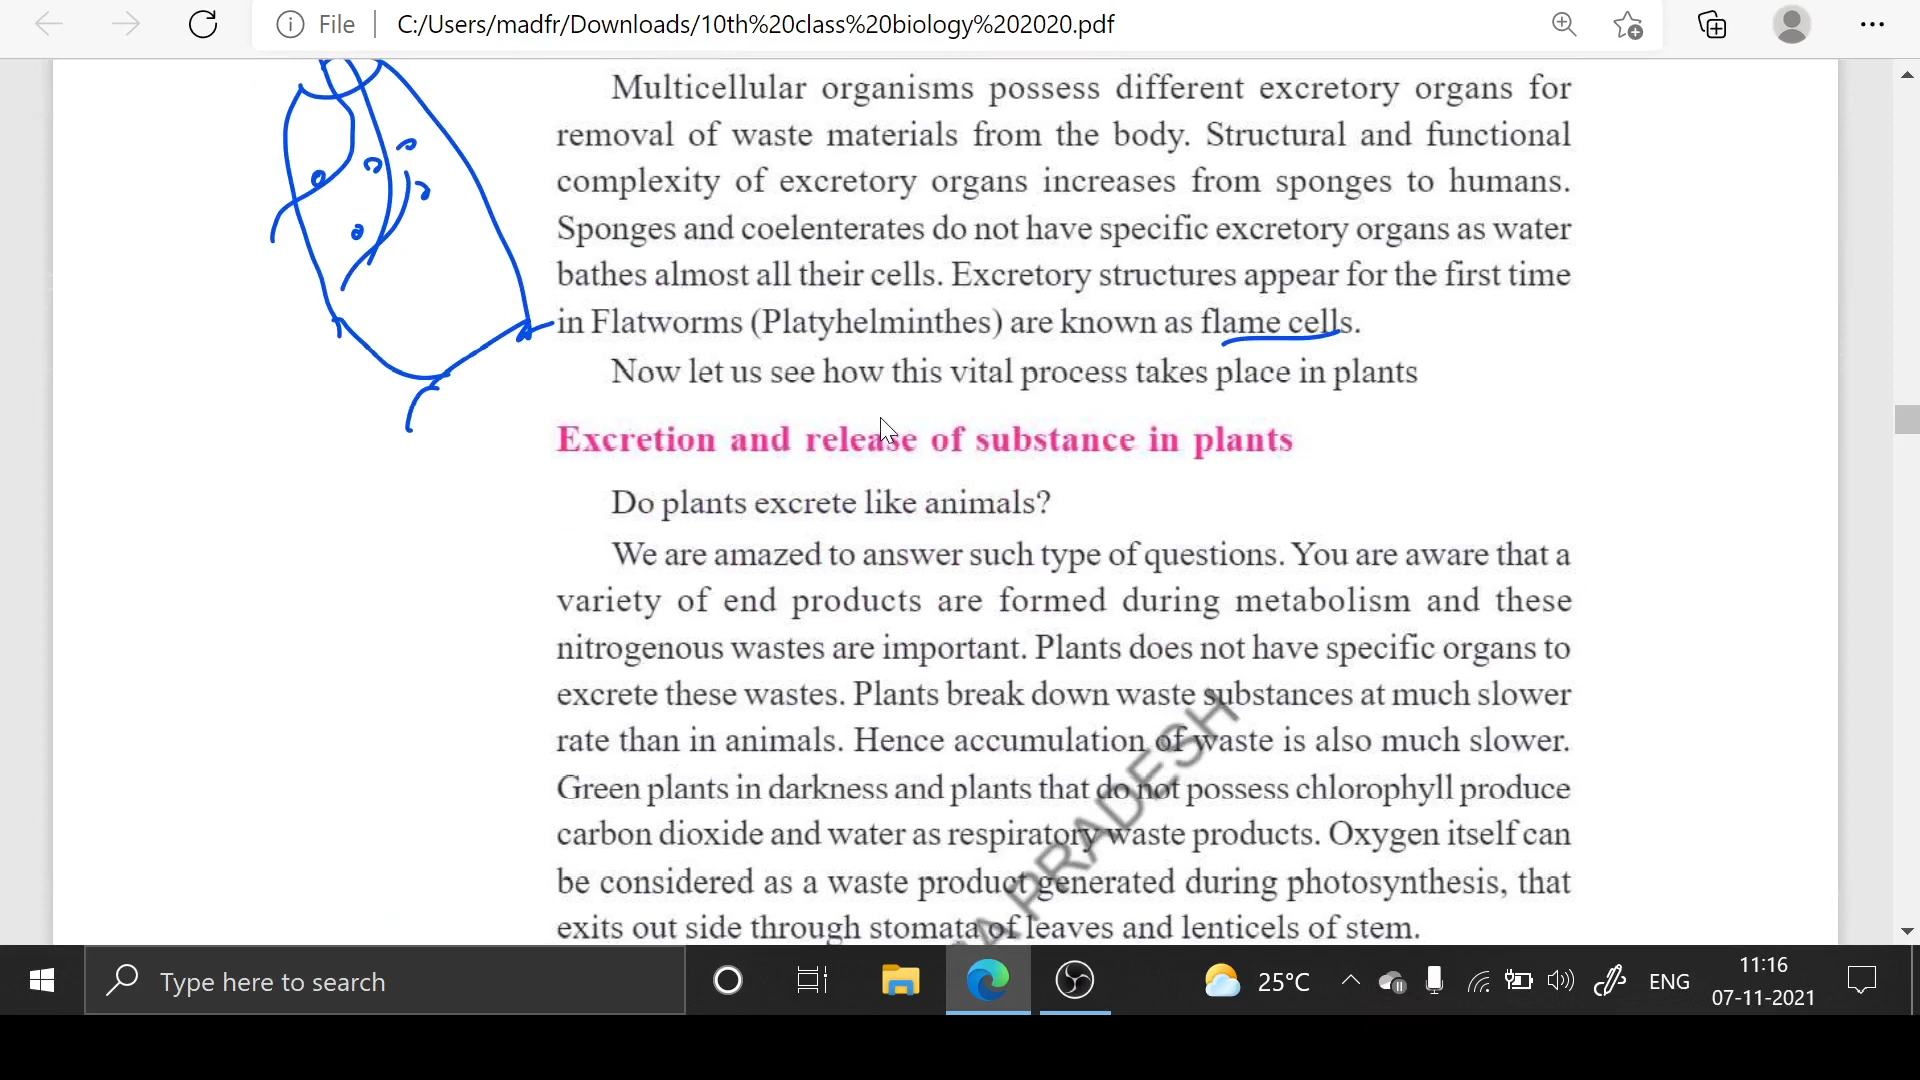 File
C:/Users/madfr/Downloads/10th%20class%20biology%202020.pdf
Multicellular organisms possess different excretory organs for
removal of waste materials from the body. Structural and functional
complexity of excretory organs increases from sponges to humans.
Sponges and coelenterates do not have specific excretory organs as water
bathes almost all their cells. Excretory structures appear for the first time
in Flatworms (Platyhelminthes) are known as flame cells.
Now let us see how this vital process takes place in plants
Excretion and release of substance in plants
Do plants excrete like animals?
We are amazed to answer such type of questions. You are aware that a
variety of end products are formed during metabolism and these
nitrogenous wastes are important. Plants does not have specific organs to
excrete these wastes. Plants break down waste substances at much slower
rate than in animals. Hence accumulation of waste is also much slower.
Green plants in darkness and plants that do not possess chlorophyll produce
carbon dioxide and water as respiratory waste products. Oxygen itself can
be considered as a waste product generated during photosynthesis, that
exits out side through stomata of leaves and lenticels of stem.
PRADESH
Type here to search
25°C
ENG
11:16
07-11-2021